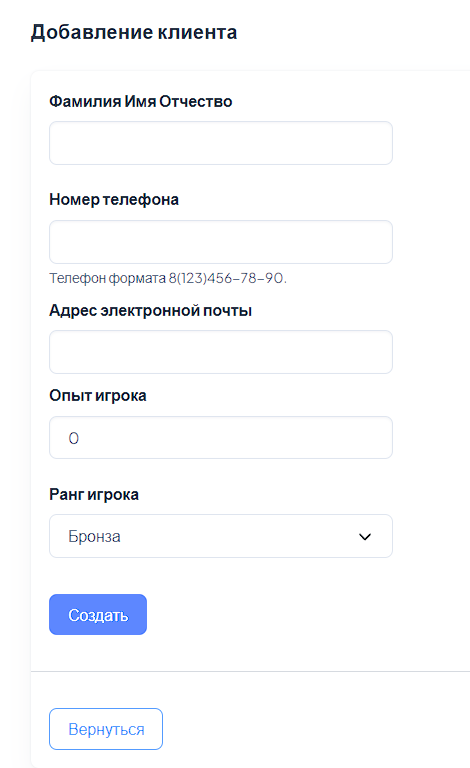 Добавление клиента
Фамилия Имя Отчество
Номер телефона
Телефон формата 8(123)456-78-90.
Адрес электронной почты
Опыт игрока
0
Ранг игрока
Бронза
Создать
Вернуться